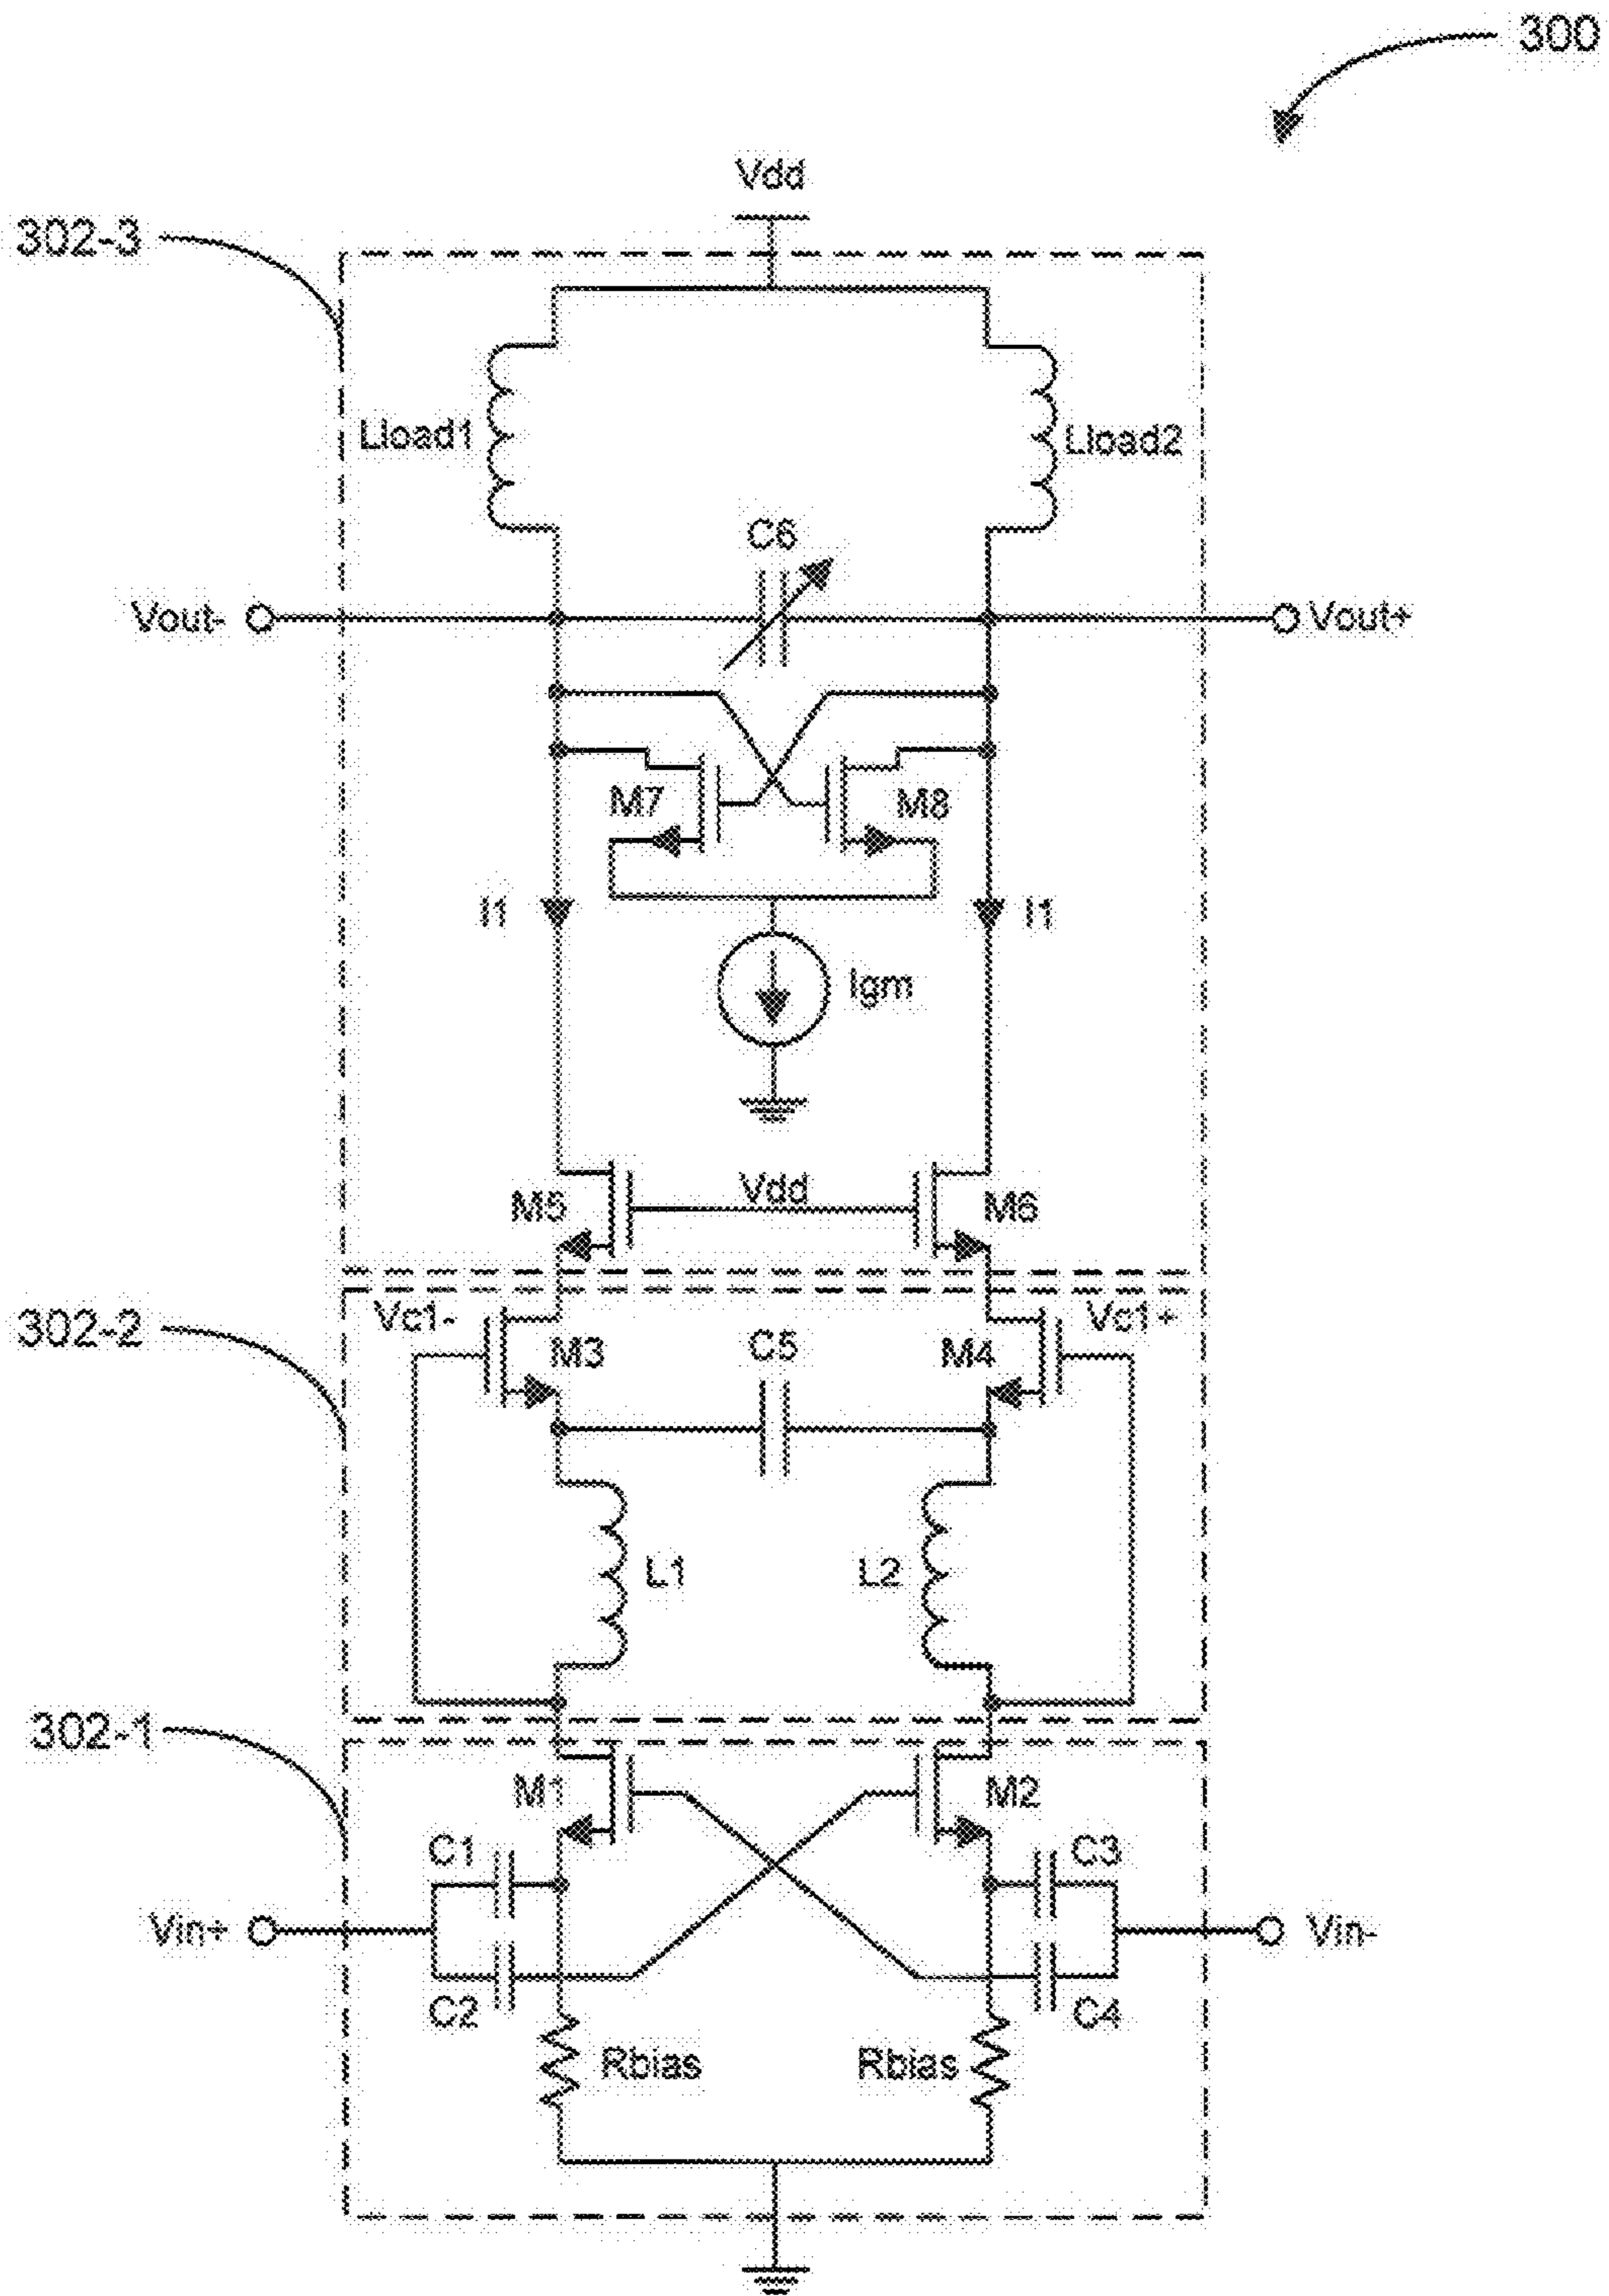 300
Vdd
302-3
Lload1
Lload2
C6
Vout-
Vout+
M7
M8
I1
I1
Igm
M5
Vdd
M6
302-2
Vc1-
Vc1+
M3
C5
M4
L1
L2
302-1
M1
M2
C1
C3
Vin+
Vin-
C2
C4
Rbias
Rbias